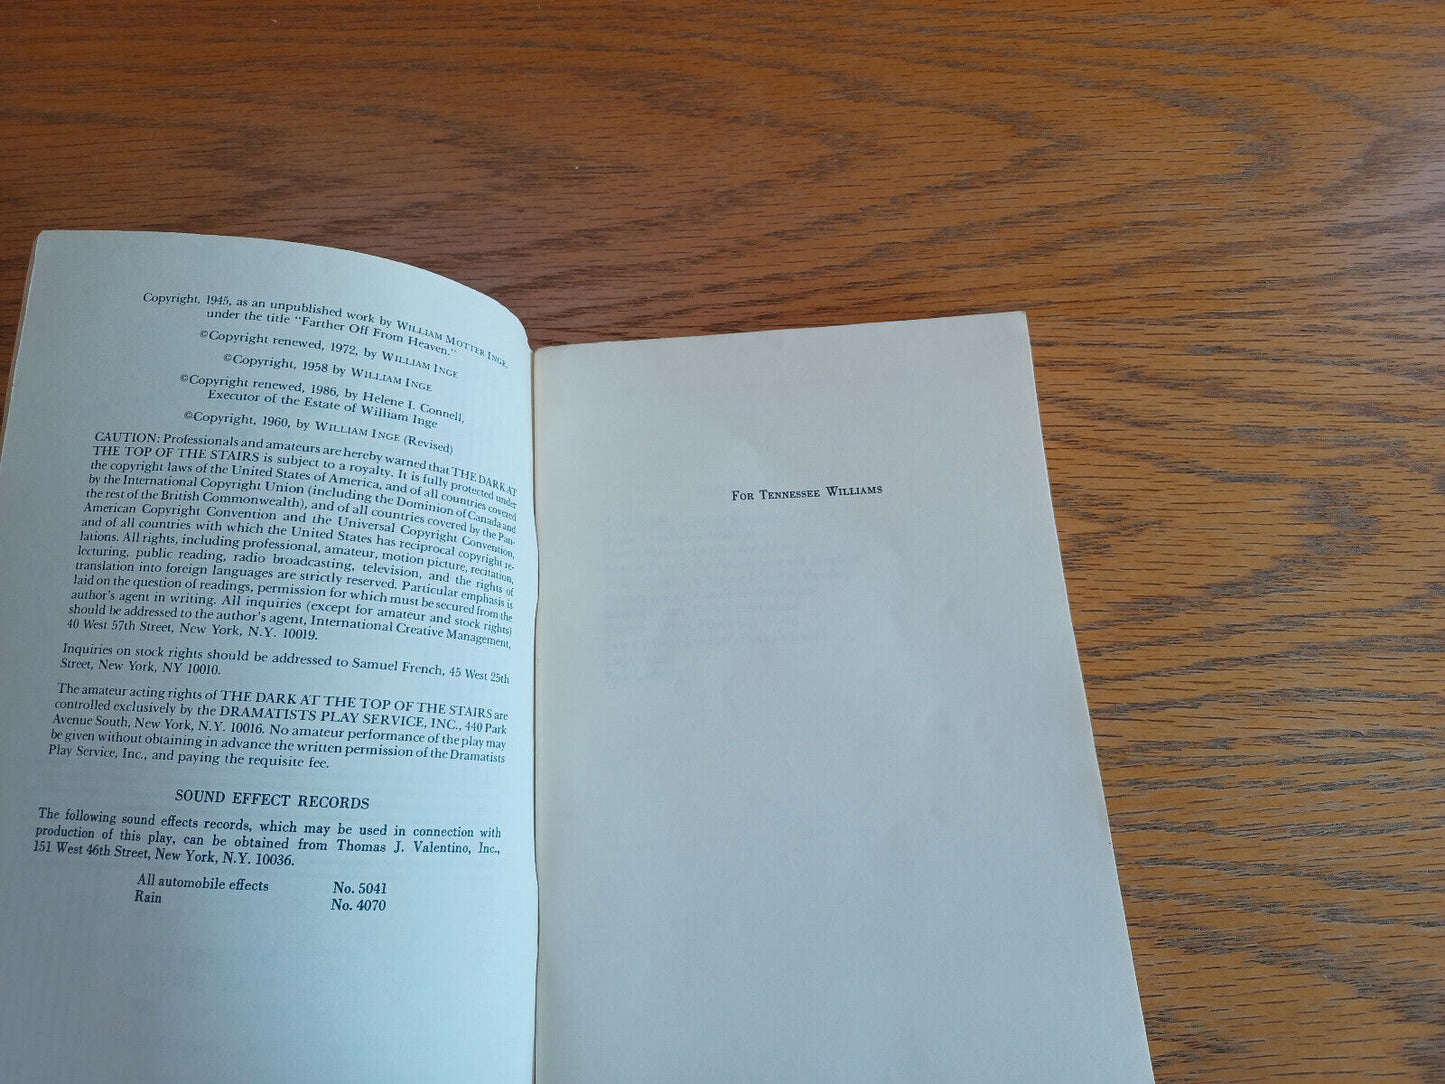 Copyright, 1945, as an unpublished work by WILLIAM MOTTER INGE,
under the title "Farther Off From Heaven."
©Copyright renewed, 1972, by WILLIAM INGE
©Copyright, 1958 by WILLIAM INGE
©Copyright renewed, 1986, by Helene I. Connell,
Executor of the Estate of William Inge
©Copyright, 1960, by WILLIAM INGE (Revised)
CAUTION: Professionals and amateurs are hereby warned that THE DARK AT
THE TOP OF THE STAIRS is subject to a royalty. It is fully protected under
the copyright laws of the United States of America, and of all countries covered
by the International Copyright Union (including the Dominion of Canada and
the rest of the British Commonwealth), and of all countries covered by the Pan-
American Copyright Convention and the Universal Copyright Convention,
and of all countries with which the United States has reciprocal copyright re-
lations. All rights, including professional, amateur, motion picture, recitation,
lecturing, public reading, radio broadcasting, television, and the rights of
translation into foreign languages are strictly reserved. Particular emphasis is
laid on the question of readings, permission for which must be secured from the
author's agent in writing. All inquiries (except for amateur and stock rights)
should be addressed to the author's agent, International Creative Management,
40 West 57th Street, New York, N.Y. 10019.
Inquiries on stock rights should be addressed to Samuel French, 45 West 25th
Street, New York, NY 10010.
The amateur acting rights of THE DARK AT THE TOP OF THE STAIRS are
controlled exclusively by the DRAMATISTS PLAY SERVICE, INC., 440 Park
Avenue South, New York, N.Y. 10016. No amateur performance of the play may
be given without obtaining in advance the written permission of the Dramatists
Play Service, Inc., and paying the requisite fee.
SOUND EFFECT RECORDS
The following sound effects records, which may be used in connection with
production of this play, can be obtained from Thomas J. Valentino, Inc.,
151 West 46th Street, New York, N.Y. 10036.
All automobile effects No. 5041
Rain No. 4070
FOR TENNESSEE WILLIAMS